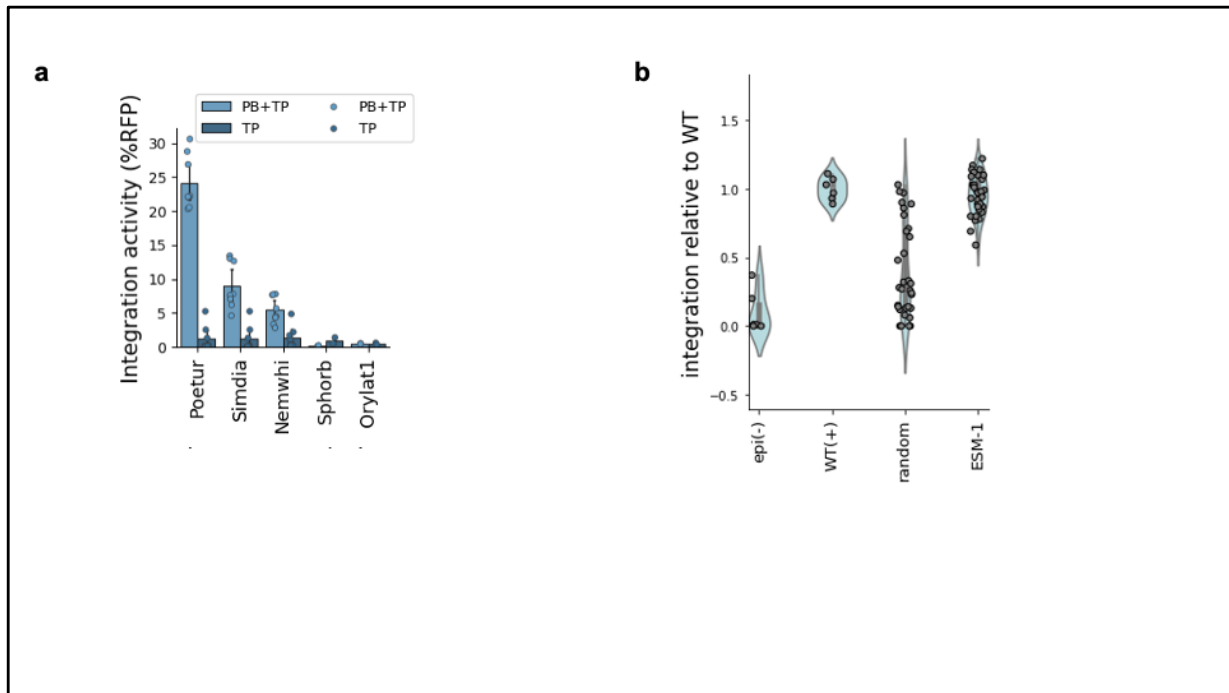 a
PB+TP PB+TP
TP TP
Integration activity (%RFP)
30
25
20
15
10
5
0
Poetur
Simdia
Nemwhi
Sphorb
Orylat1
b
integration relative to WT
1.5
1.0
0.5
0.0
−0.5
epi(-)
WT(+)
random
ESM-1